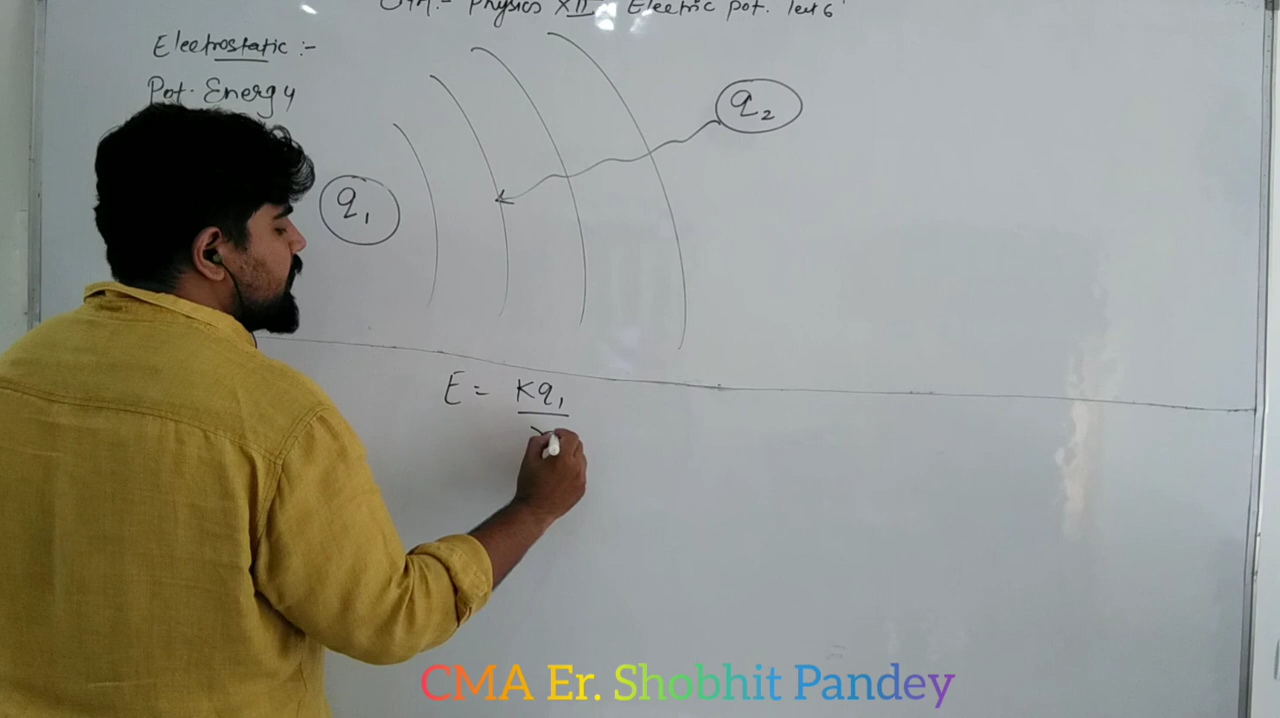 Physics XII Electric pot. lect 6
Electrostatic :-
Pot. Energy
q₂
q₁
E = Kq₁
CMA Er. Shobhit Pandey